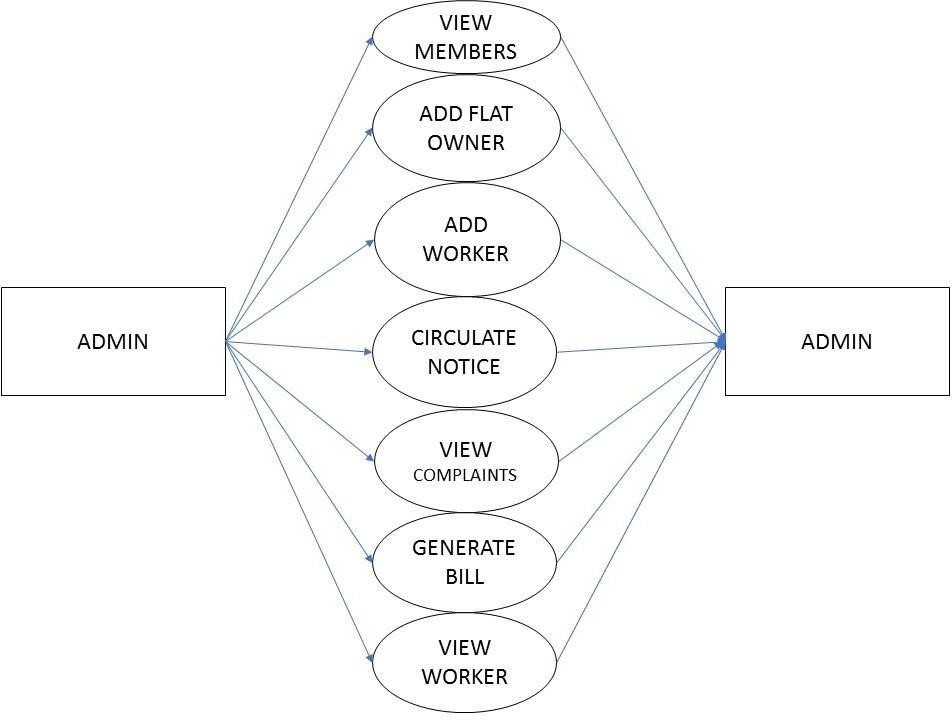 VIEW
MEMBERS
ADD FLAT
OWNER
ADD
WORKER
ADMIN
CIRCULATE
NOTICE
ADMIN
VIEW
COMPLAINTS
GENERATE
BILL
VIEW
WORKER